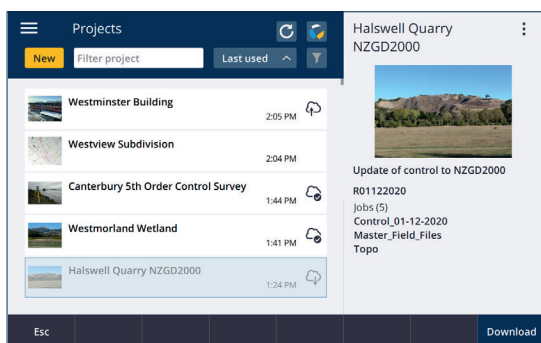 Projects
New
Filter project
Last used
Westminster Building
2:05 PM
Westview Subdivision
2:04 PM
Canterbury 5th Order Control Survey
1:44 PM
Westmorland Wetland
1:41 PM
Halswell Quarry NZGD2000
1:24 PM
Halswell Quarry
NZGD2000
Update of control to NZGD2000
R01122020
Jobs (5)
Control_01-12-2020
Master_Field_Files
Topo
Esc
Download